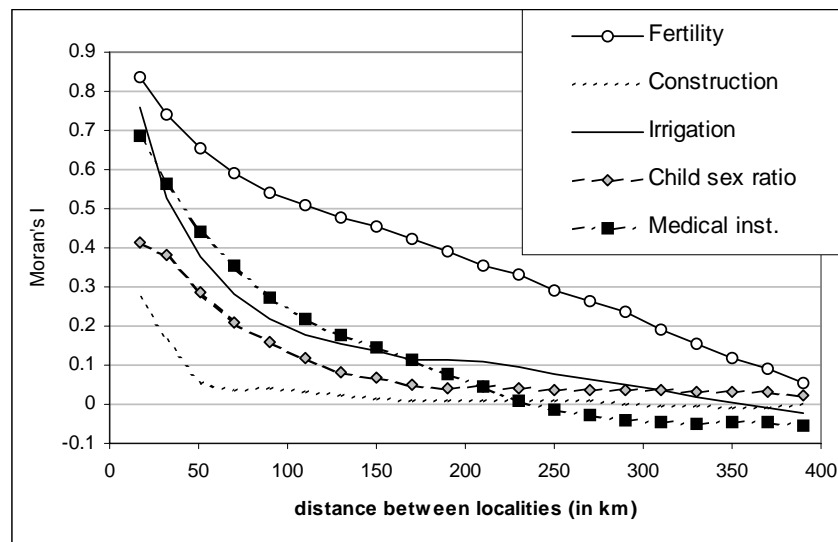 Fertility
Construction
Irrigation
Child sex ratio
Medical inst.
Moran's I
0.9
0.8
0.7
0.6
0.5
0.4
0.3
0.2
0.1
0
-0.1
0 50 100 150 200 250 300 350 400
distance between localities (in km)